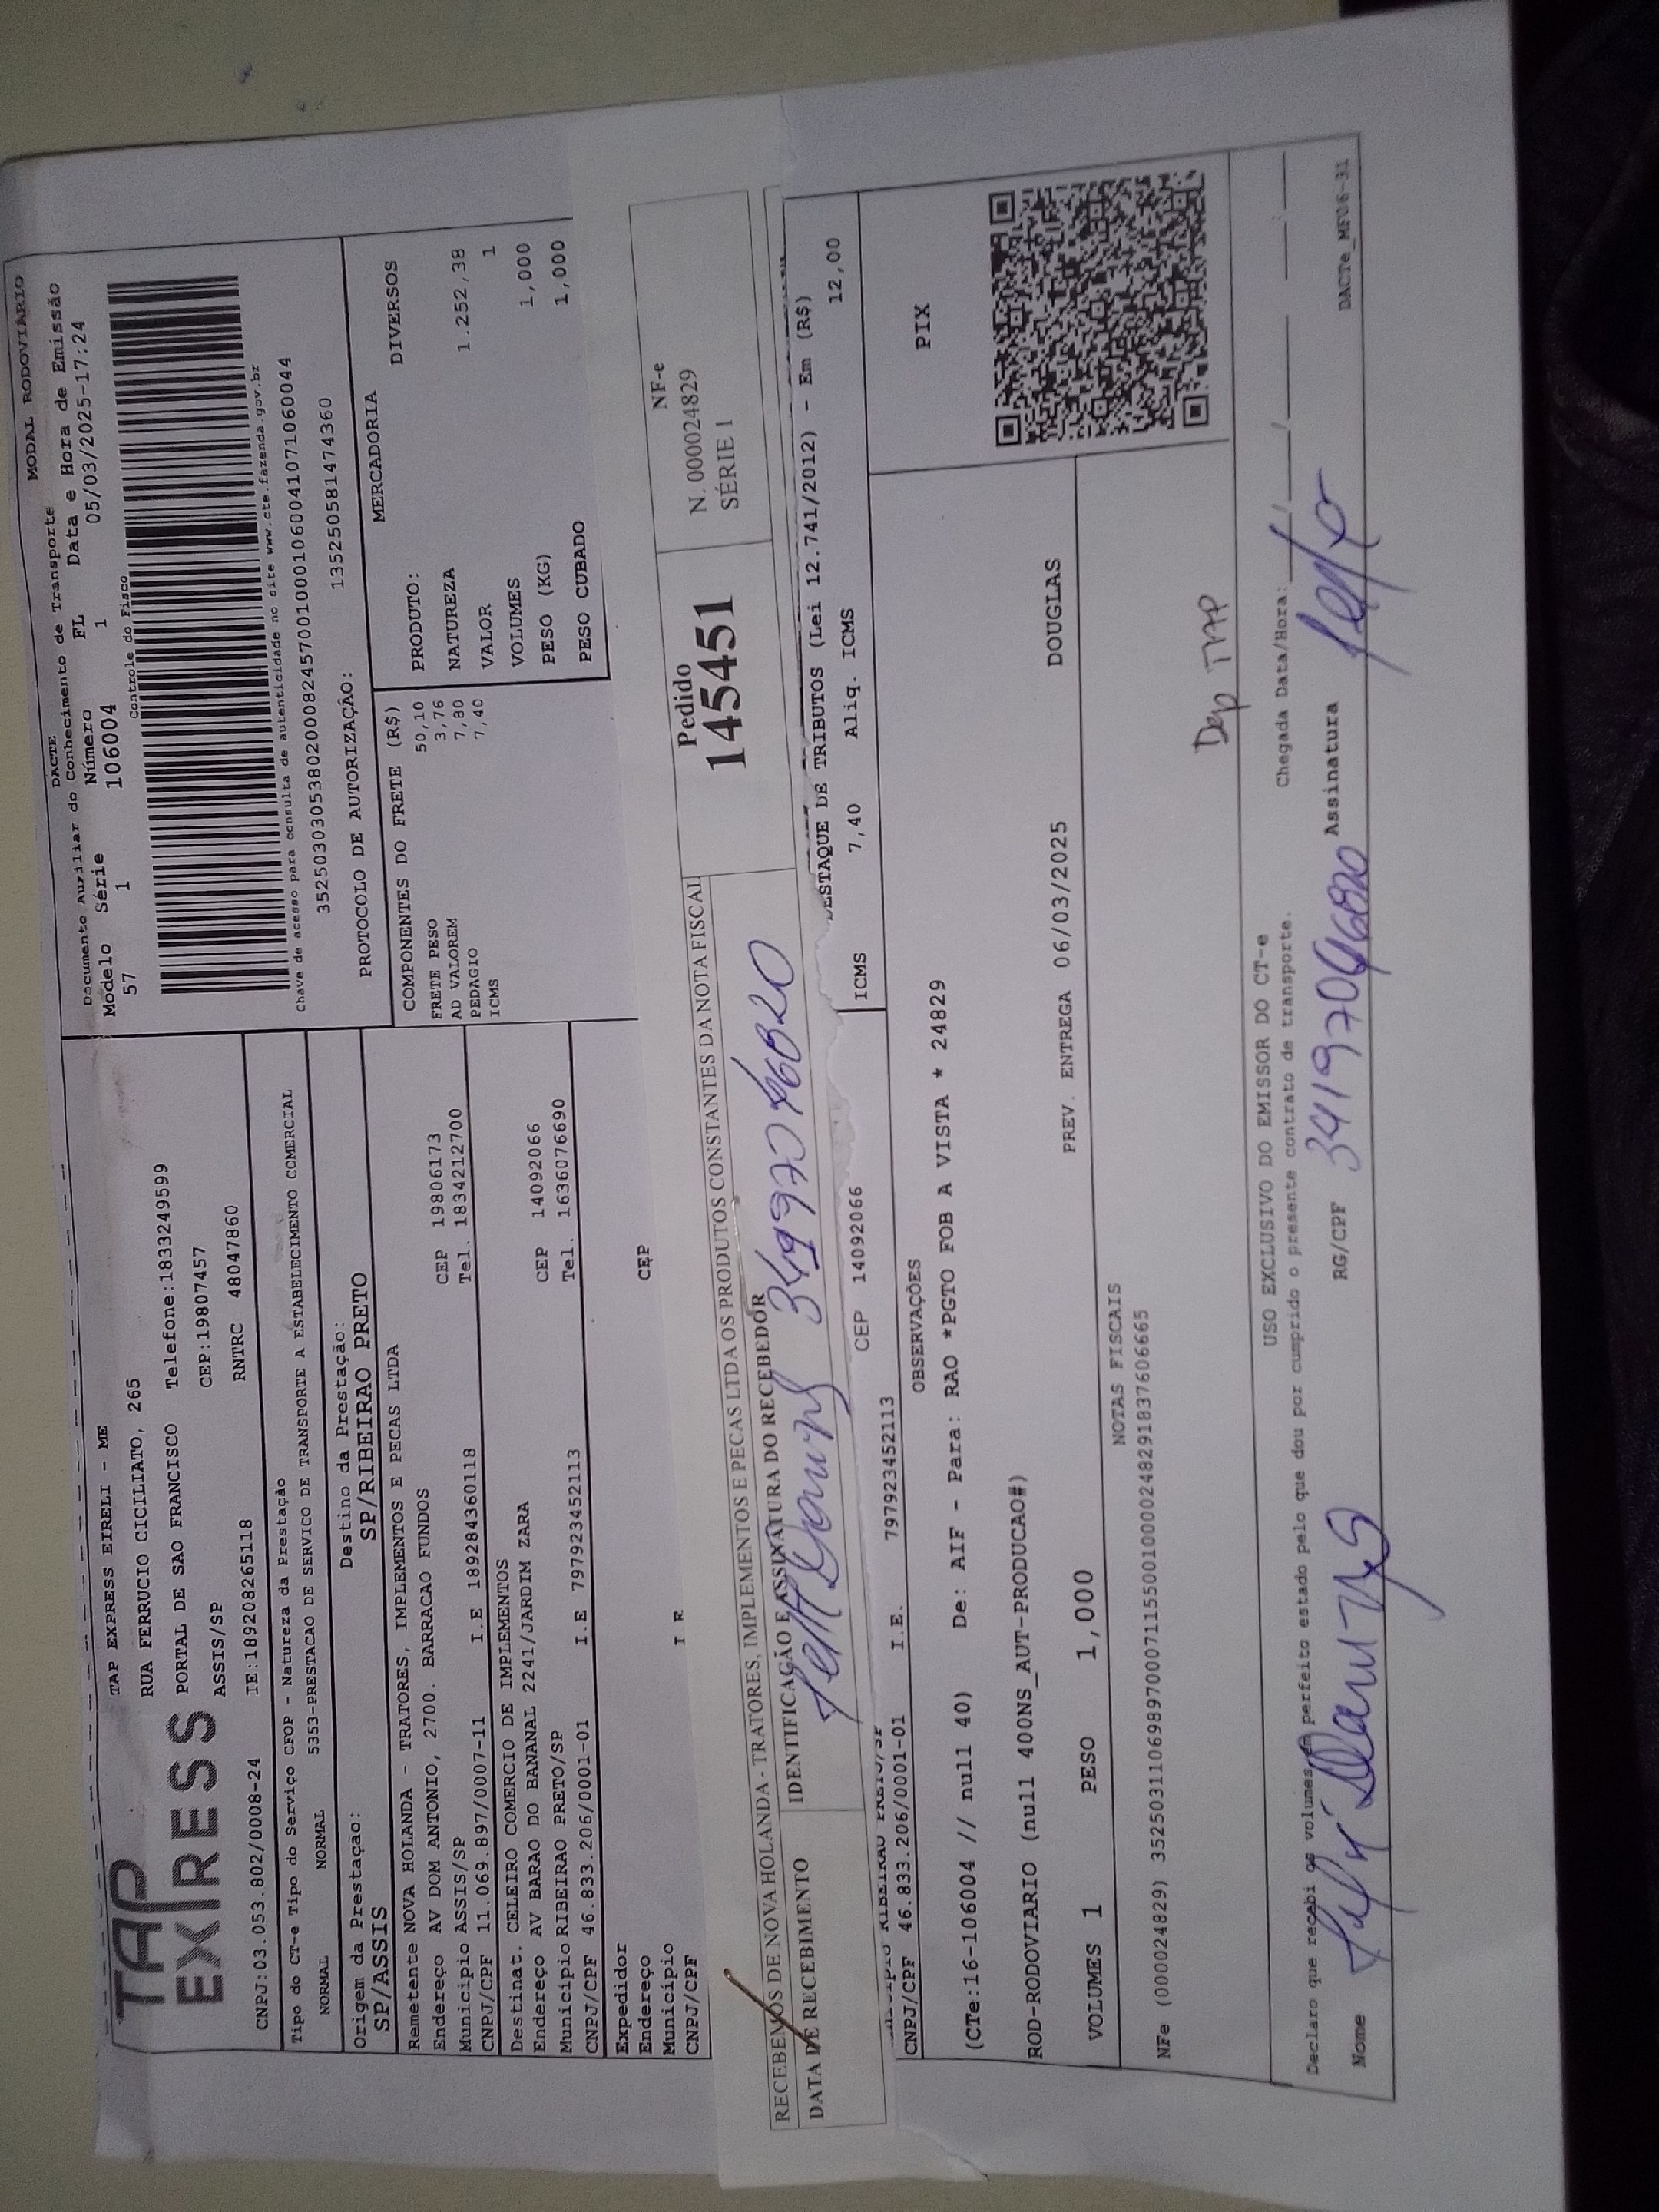 MODAL RODOVIÁRIO
TAP
EXPRESS
TAP EXPRESS EIRELI - ME
RUA FERRUCIO CICILIATO, 265
PORTAL DE SAO FRANCISCO Telefone:1833249599
ASSIS/SP CEP:19807457
CNPJ:03.053.802/0008-24 IE:189208265118 RNTRC 48047860
DACTE
Documento Auxiliar do Conhecimento de Transporte
Modelo Série Número FL Data e Hora de Emissão
57 1 106004 1 05/03/2025-17:24
Controle do Fisco
Chave de acesso para consulta de autenticidade no site www.cte.fazenda.gov.br
35250303053802000824570010001060041071060044
PROTOCOLO DE AUTORIZAÇÃO: 135250581474360
Tipo do CT-e Tipo do Serviço CFOP - Natureza da Prestação
NORMAL NORMAL 5353-PRESTACAO DE SERVICO DE TRANSPORTE A ESTABELECIMENTO COMERCIAL
Origem da Prestação: Destino da Prestação:
SP/ASSIS SP/RIBEIRAO PRETO
Remetente NOVA HOLANDA - TRATORES, IMPLEMENTOS E PECAS LTDA
Endereço AV DOM ANTONIO, 2700. BARRACAO FUNDOS
Município ASSIS/SP CEP 19806173
CNPJ/CPF 11.069.897/0007-11 I.E 189284360118 Tel. 1834212700
Destinat. CELEIRO COMERCIO DE IMPLEMENTOS
Endereço AV BARAO DO BANANAL 2241/JARDIM ZARA
Município RIBEIRAO PRETO/SP CEP 14092066
CNPJ/CPF 46.833.206/0001-01 I.E 797923452113 Tel. 1636076690
Expedidor
Endereço
Município CEP
CNPJ/CPF I E
COMPONENTES DO FRETE (R$)
FRETE PESO 50,10
AD VALOREM 3,76
PEDAGIO 7,80
ICMS 7,40
MERCADORIA
PRODUTO: DIVERSOS
NATUREZA
VALOR 1.252,38
VOLUMES 1
PESO (KG) 1,000
PESO CUBADO 1,000
RECEBEMOS DE NOVA HOLANDA - TRATORES, IMPLEMENTOS E PECAS LTDA OS PRODUTOS CONSTANTES DA NOTA FISCAL
DATA DE RECEBIMENTO IDENTIFICAÇÃO E ASSINATURA DO RECEBEDOR
Pedido
145451
NF-e
N. 000024829
SÉRIE 1
DESTAQUE DE TRIBUTOS (Lei 12.741/2012) - Em (R$)
ICMS 7,40 Aliq. ICMS 12,00
CNPJ/CPF 46.833.206/0001-01 I.E. 797923452113 CEP 14092066
OBSERVAÇÕES
(CTe:16-106004 // null 40) De: AIF - Para: RAO *PGTO FOB A VISTA * 24829
PIX
ROD-RODOVIARIO (null 400NS_AUT-PRODUCAO#) PREV. ENTREGA 06/03/2025 DOUGLAS
VOLUMES 1 PESO 1,000
NOTAS FISCAIS
NFe (000024829) 35250311069897000711550010000248291837606665
Dep TAP
USO EXCLUSIVO DO EMISSOR DO CT-e
Declaro que recebi os volumes em perfeito estado pelo que dou por cumprido o presente contrato de transporte. Chegada Data/Hora: __/__/__ __:__
Nome RG/CPF Assinatura
DACTe_MF06-31